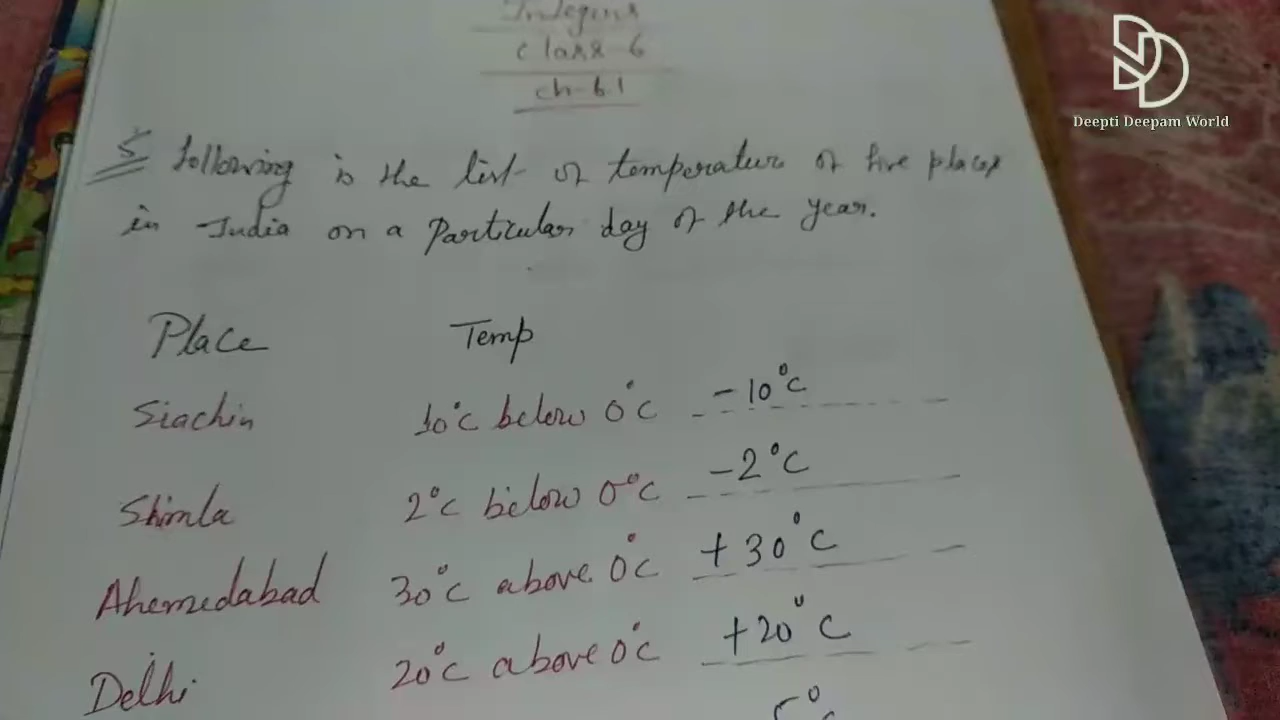 Integers
Class-6
Ch-6.1
Deepti Deepam World
5 following is the list of temperature of five places
in India on a Particular day of the year.
Place Temp
Siachin 10°C below 0°C -10°C
Shimla 2°C below 0°C -2°C
Ahemedabad 30°C above 0°C +30°C
Delhi 20°C above 0°C +20°C
5°C